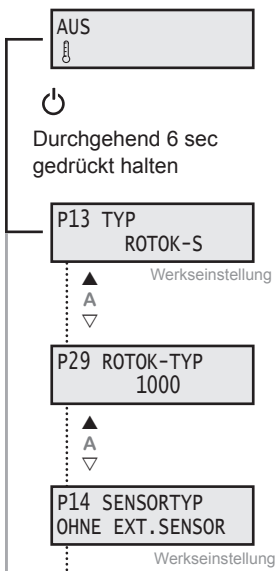 AUS
Durchgehend 6 sec
gedrückt halten
P13 TYP
ROTOK-S
Werkseinstellung
A
P29 ROTOK-TYP
1000
A
P14 SENSORTYP
OHNE EXT.SENSOR
Werkseinstellung